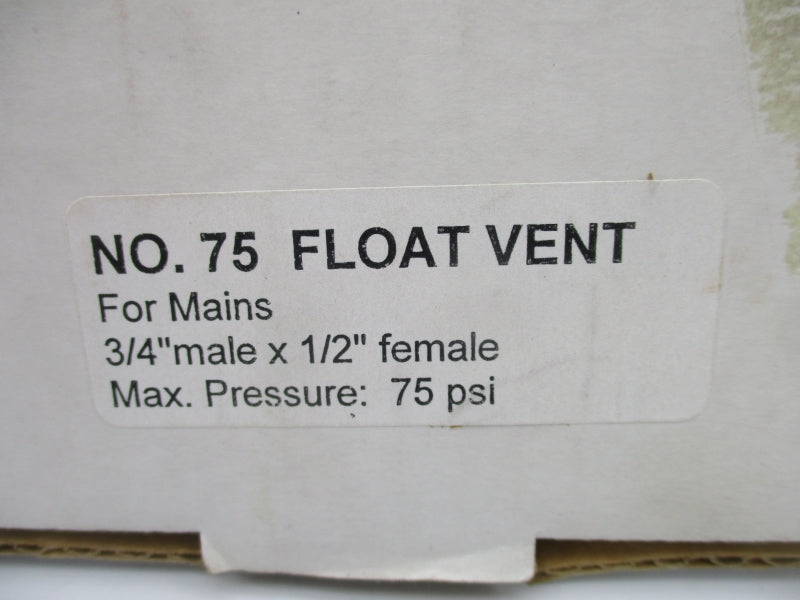 NO. 75 FLOAT VENT
For Mains
3/4"male x 1/2" female
Max. Pressure: 75 psi